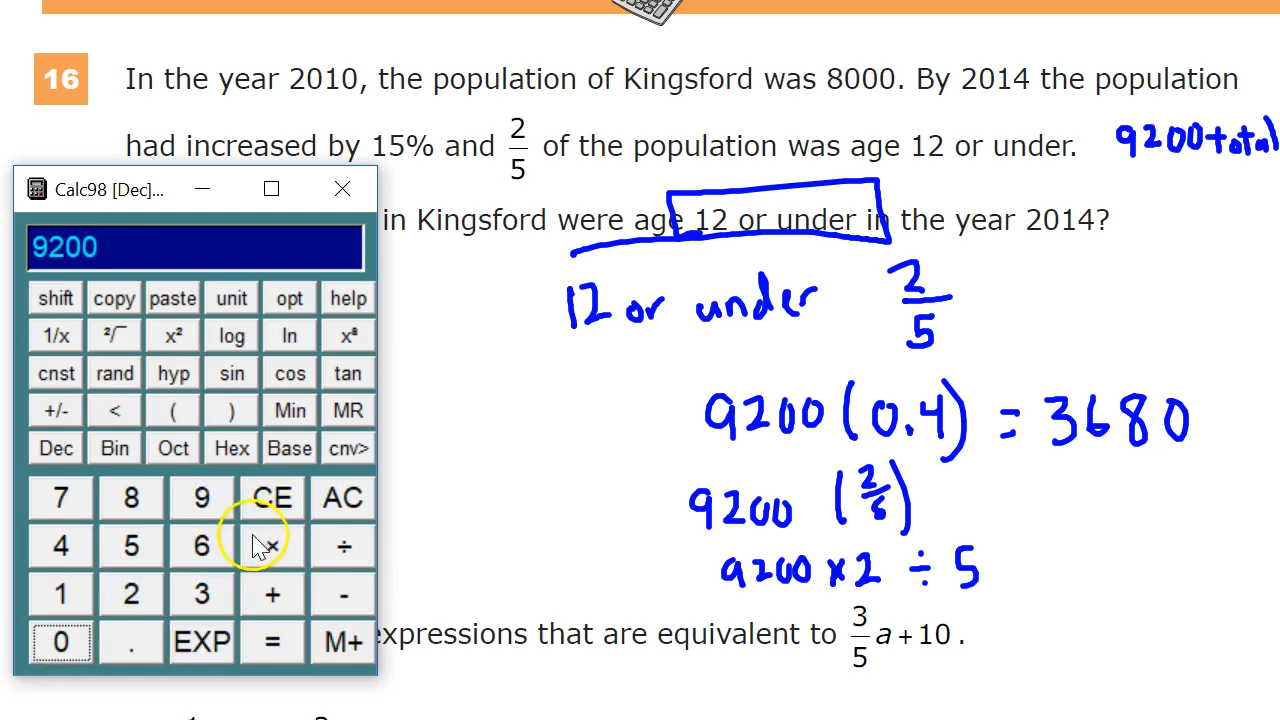 16 In the year 2010, the population of Kingsford was 8000. By 2014 the population
had increased by 15% and 2/5 of the population was age 12 or under. 9200 total
Calc98 [Dec]...
in Kingsford were age 12 or under in the year 2014?
9200
12 or under 2/5
shift copy paste unit opt help
1/x ²√ x² log ln xª
cnst rand hyp sin cos tan
+/- < ( ) Min MR
9200 (0.4) = 3680
Dec Bin Oct Hex Base cnv>
7 8 9 CE AC
9200 (2/5)
4 5 6 × ÷
9200 × 2 ÷ 5
1 2 3 + -
0 . EXP = M+
expressions that are equivalent to 3/5 a + 10 .